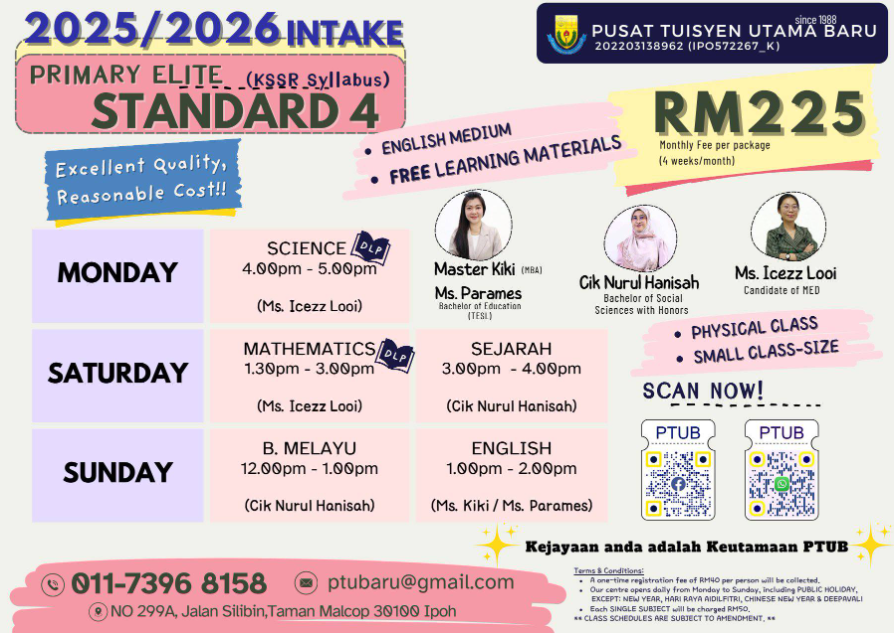 2025/2026 INTAKE
PRIMARY ELITE (KSSR Syllabus)
STANDARD 4
since 1988
PUSAT TUISYEN UTAMA BARU
202203138962 (IPO572267_K)
RM225
Monthly Fee per package
(4 weeks/month)
• ENGLISH MEDIUM
• FREE LEARNING MATERIALS
Excellent Quality,
Reasonable Cost!!
MONDAY
SCIENCE DLP
4.00pm - 5.00pm
(Ms. Icezz Looi)
SATURDAY
MATHEMATICS DLP
1.30pm - 3.00pm
(Ms. Icezz Looi)
SEJARAH
3.00pm - 4.00pm
(Cik Nurul Hanisah)
SUNDAY
B. MELAYU
12.00pm - 1.00pm
(Cik Nurul Hanisah)
ENGLISH
1.00pm - 2.00pm
(Ms. Kiki / Ms. Parames)
Master Kiki (MBA)
Ms. Parames
Bachelor of Education
(TESL)
Cik Nurul Hanisah
Bachelor of Social
Sciences with Honors
Ms. Icezz Looi
Candidate of MED
• PHYSICAL CLASS
• SMALL CLASS-SIZE
SCAN NOW!
PTUB
PTUB
Kejayaan anda adalah Keutamaan PTUB
Terms & Conditions:
• A one-time registration fee of RM40 per person will be collected.
• Our centre opens daily from Monday to Sunday, including PUBLIC HOLIDAY,
EXCEPT: NEW YEAR, HARI RAYA AIDILFITRI, CHINESE NEW YEAR & DEEPAVALI
• Each SINGLE SUBJECT will be charged RM50.
** CLASS SCHEDULES ARE SUBJECT TO AMENDMENT. **
011-7396 8158
ptubaru@gmail.com
NO 299A, Jalan Silibin,Taman Malcop 30100 Ipoh